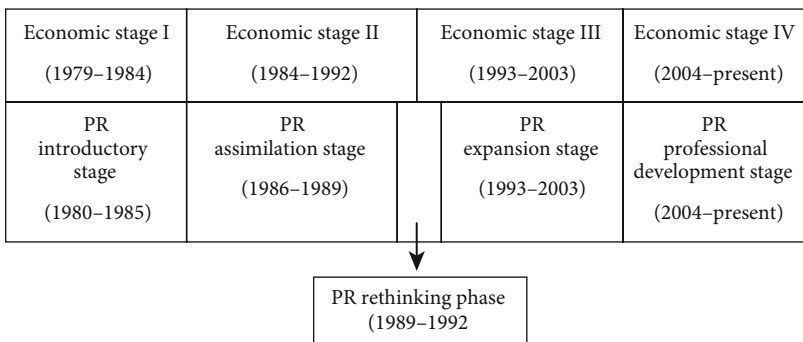 Economic stage I
(1979–1984)
Economic stage II
(1984–1992)
Economic stage III
(1993–2003)
Economic stage IV
(2004–present)
PR
introductory
stage
(1980–1985)
PR
assimilation stage
(1986–1989)
PR
expansion stage
(1993–2003)
PR
professional
development stage
(2004–present)
PR rethinking phase
(1989–1992